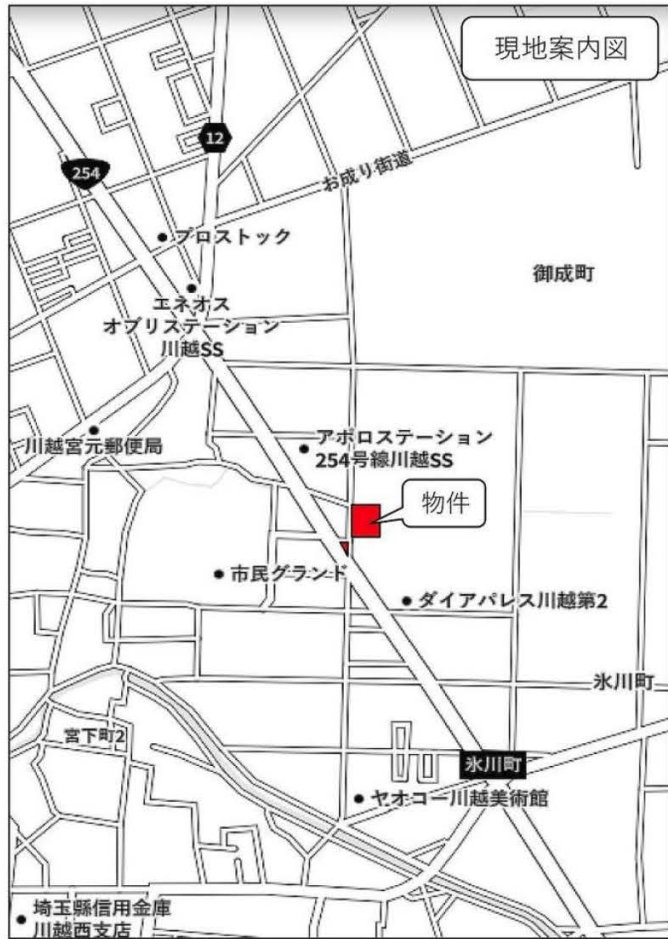 現地案内図
12
254
お成り街道
プロストック
御成町
エネオス
オブリステーション
川越SS
川越宮元郵便局
アポロステーション
254号線川越SS
物件
市民グランド
ダイアパレス川越第2
氷川町
宮下町2
氷川町
ヤオコー川越美術館
埼玉縣信用金庫
川越西支店